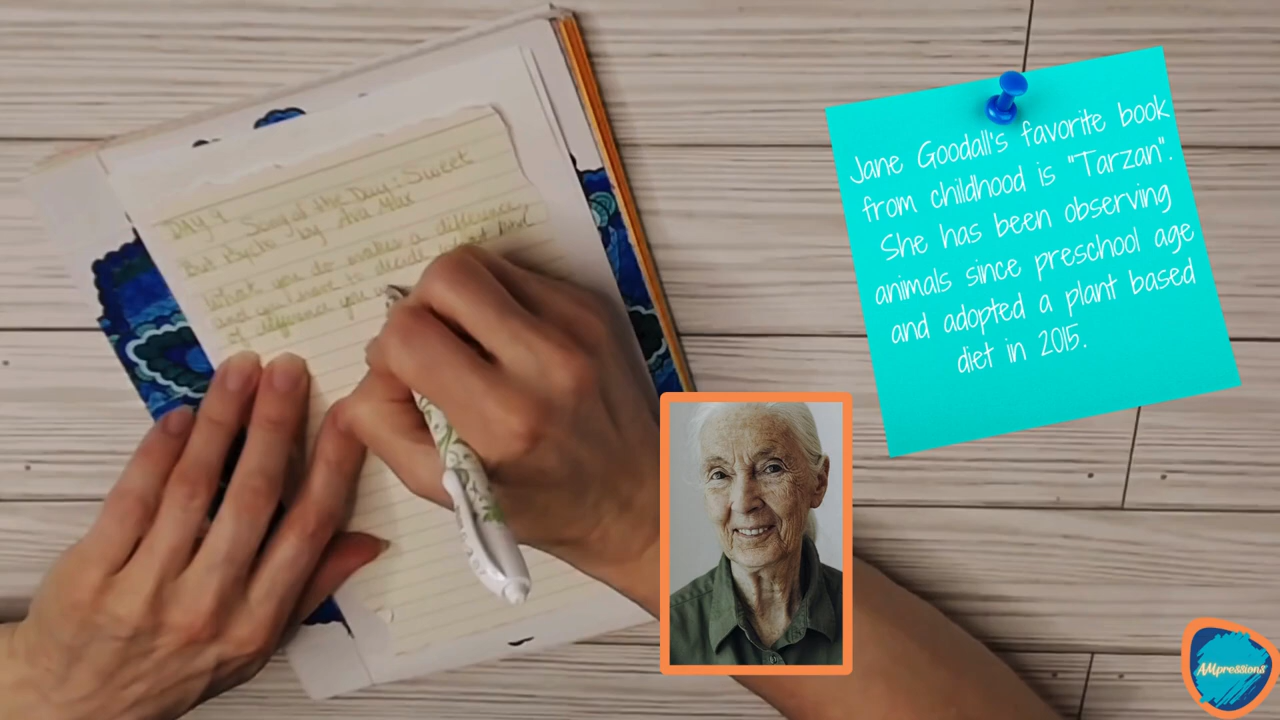 DAY 9 Song of the Day: Sweet
But Psycho by Ava Max
What you do makes a difference,
and you have to decide what kind
of difference you
Jane Goodall's favorite book
from childhood is "Tarzan".
She has been observing
animals since preschool age
and adopted a plant based
diet in 2015.
AMpressions